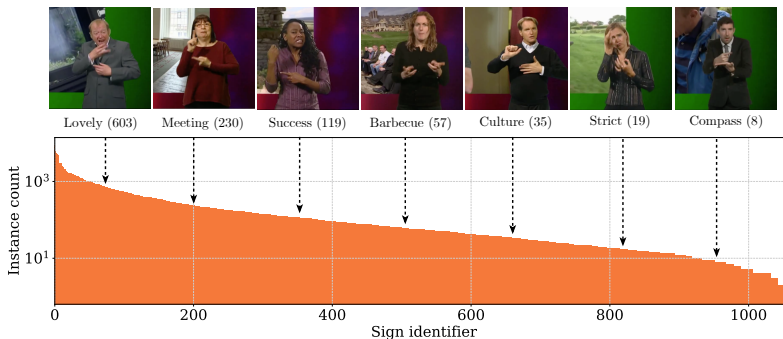 Lovely (603) Meeting (230) Success (119) Barbecue (57) Culture (35) Strict (19) Compass (8)
Instance count
10³
10¹
0 200 400 600 800 1000
Sign identifier